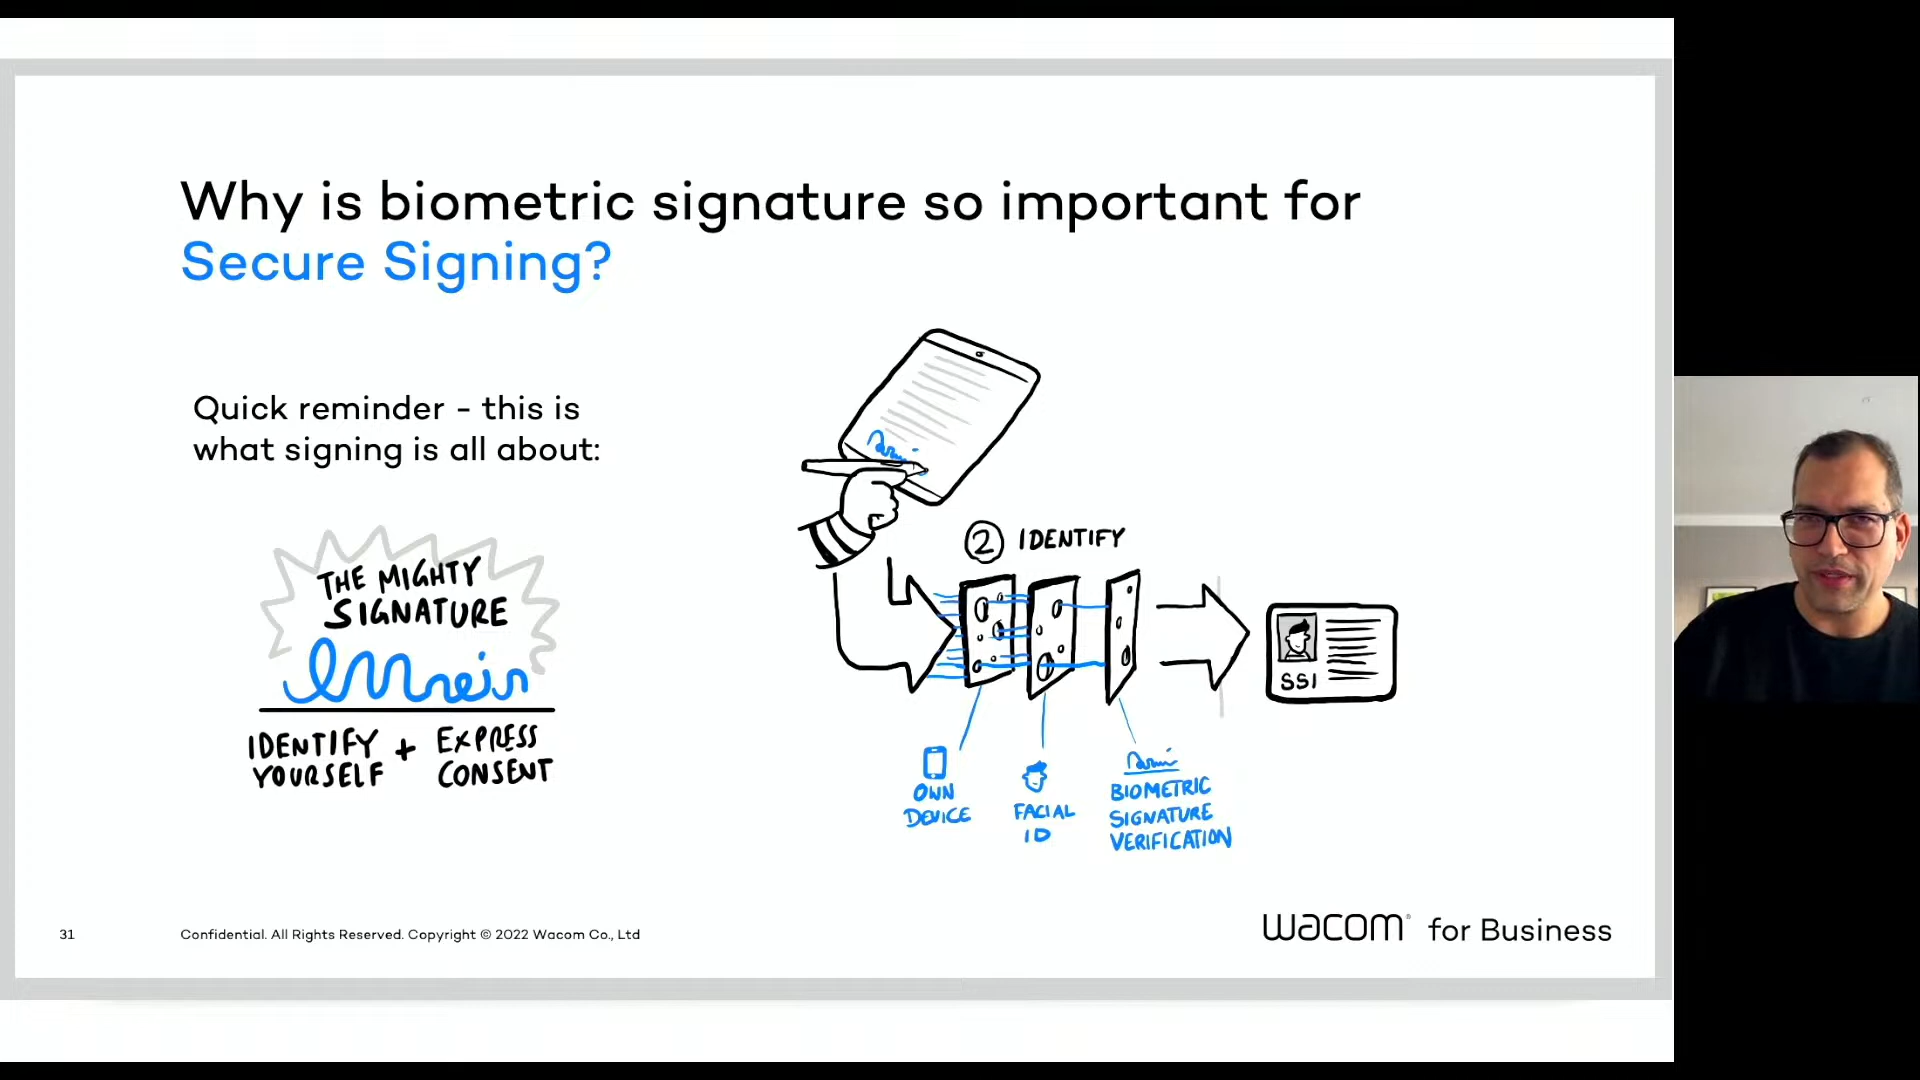 Why is biometric signature so important for
Secure Signing?
Quick reminder - this is
what signing is all about:
THE MIGHTY
SIGNATURE
IDENTIFY
YOURSELF
+
EXPRESS
CONSENT
2 IDENTIFY
SSI
OWN
DEVICE
FACIAL
ID
BIOMETRIC
SIGNATURE
VERIFICATION
31
Confidential. All Rights Reserved. Copyright © 2022 Wacom Co., Ltd
wacom® for Business